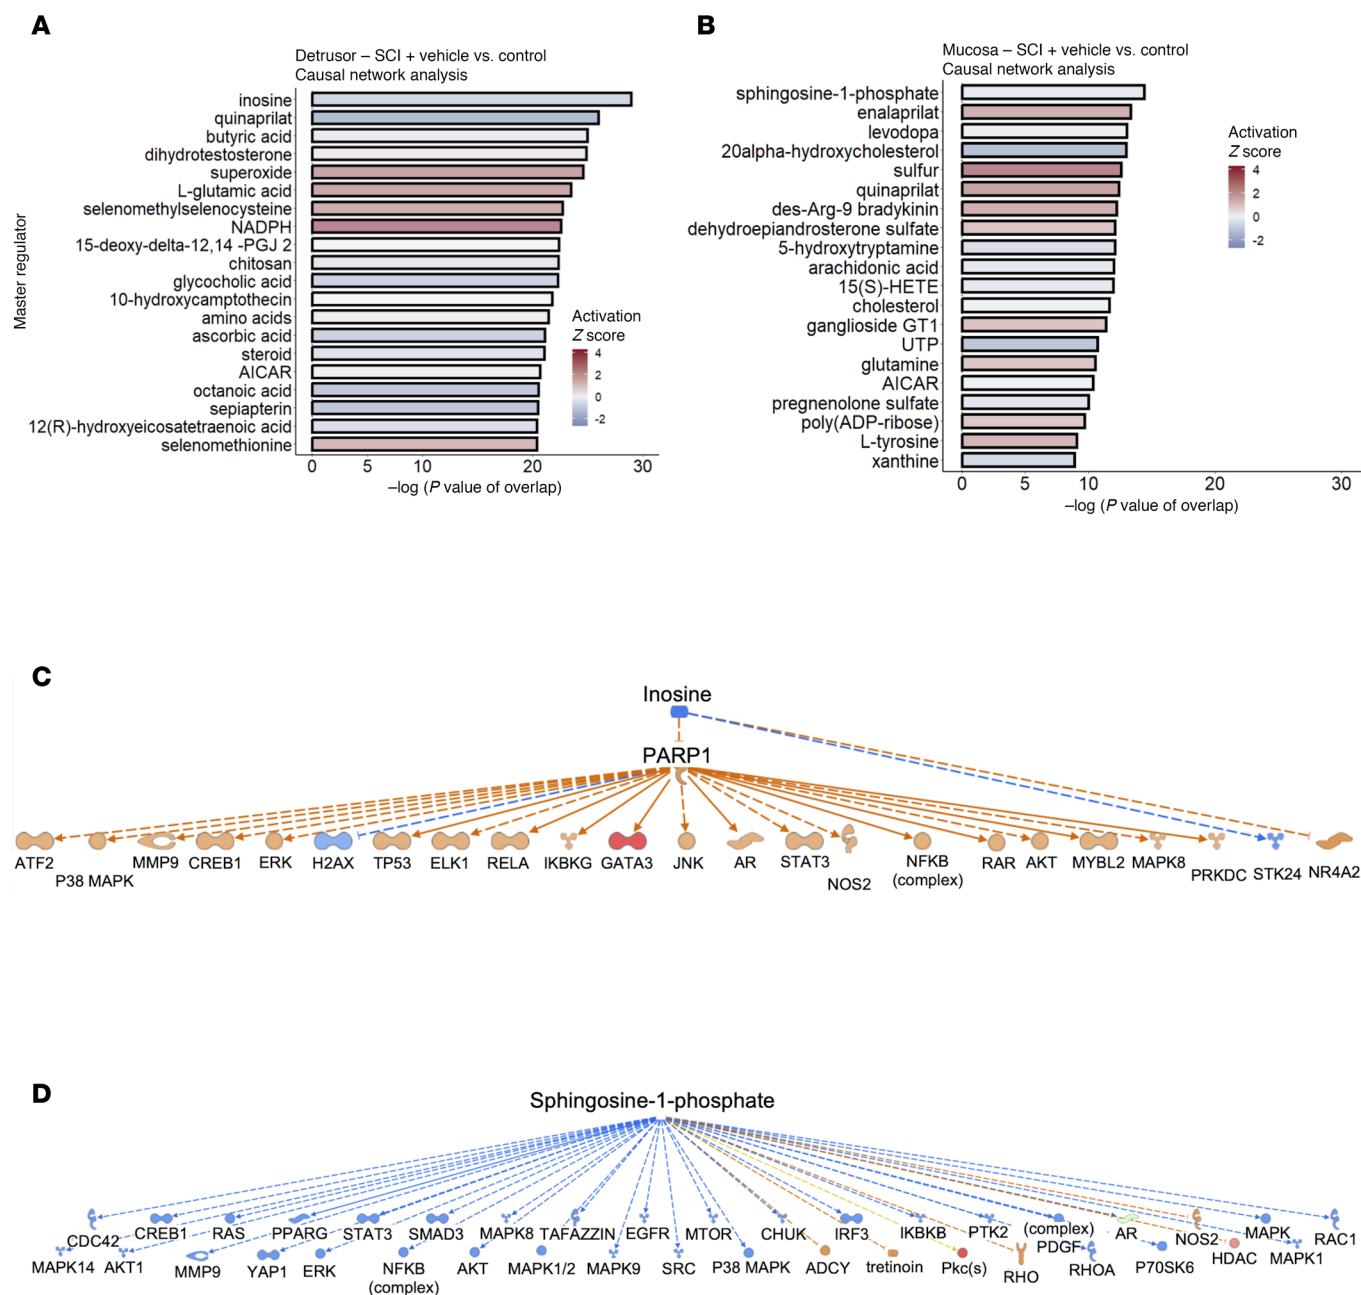 A
Detrusor – SCI + vehicle vs. control
Causal network analysis
Master regulator
inosine
quinaprilat
butyric acid
dihydrotestosterone
superoxide
L-glutamic acid
selenomethylselenocysteine
NADPH
15-deoxy-delta-12,14 -PGJ 2
chitosan
glycocholic acid
10-hydroxycamptothecin
amino acids
ascorbic acid
steroid
AICAR
octanoic acid
sepiapterin
12(R)-hydroxyeicosatetraenoic acid
selenomethionine
Activation
Z score
4
2
0
-2
0 5 10 20 30
–log (P value of overlap)
B
Mucosa – SCI + vehicle vs. control
Causal network analysis
sphingosine-1-phosphate
enalaprilat
levodopa
20alpha-hydroxycholesterol
sulfur
quinaprilat
des-Arg-9 bradykinin
dehydroepiandrosterone sulfate
5-hydroxytryptamine
arachidonic acid
15(S)-HETE
cholesterol
ganglioside GT1
UTP
glutamine
AICAR
pregnenolone sulfate
poly(ADP-ribose)
L-tyrosine
xanthine
Activation
Z score
4
2
0
-2
0 5 10 20 30
–log (P value of overlap)
C
Inosine
PARP1
ATF2 P38 MAPK MMP9 CREB1 ERK H2AX TP53 ELK1 RELA IKBKG GATA3 JNK AR STAT3 NOS2 NFKB (complex) RAR AKT MYBL2 MAPK8 PRKDC STK24 NR4A2
D
Sphingosine-1-phosphate
CDC42 CREB1 RAS PPARG STAT3 SMAD3 MAPK8 TAFAZZIN EGFR MTOR CHUK IRF3 IKBKB PTK2 PDGF (complex) AR NOS2 MAPK RAC1
MAPK14 AKT1 MMP9 YAP1 ERK NFKB (complex) AKT MAPK1/2 MAPK9 SRC P38 MAPK ADCY tretinoin Pkc(s) RHO RHOA P70SK6 HDAC MAPK1